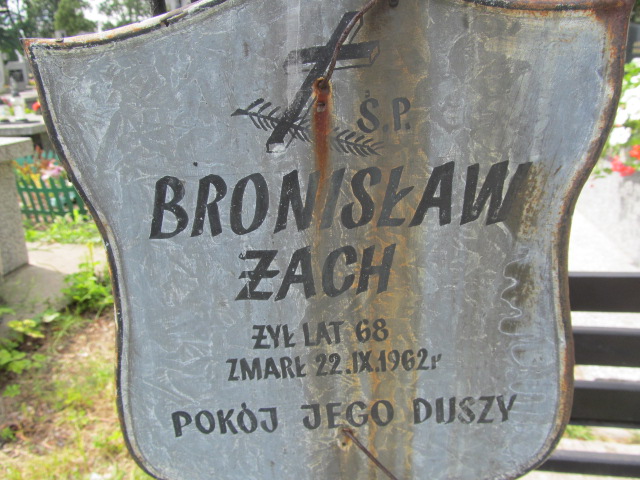 Ś.P.
BRONISŁAW
ŻACH
ŻYŁ LAT 68
ZMARŁ 22.IX.1962r
POKÓJ JEGO DUSZY